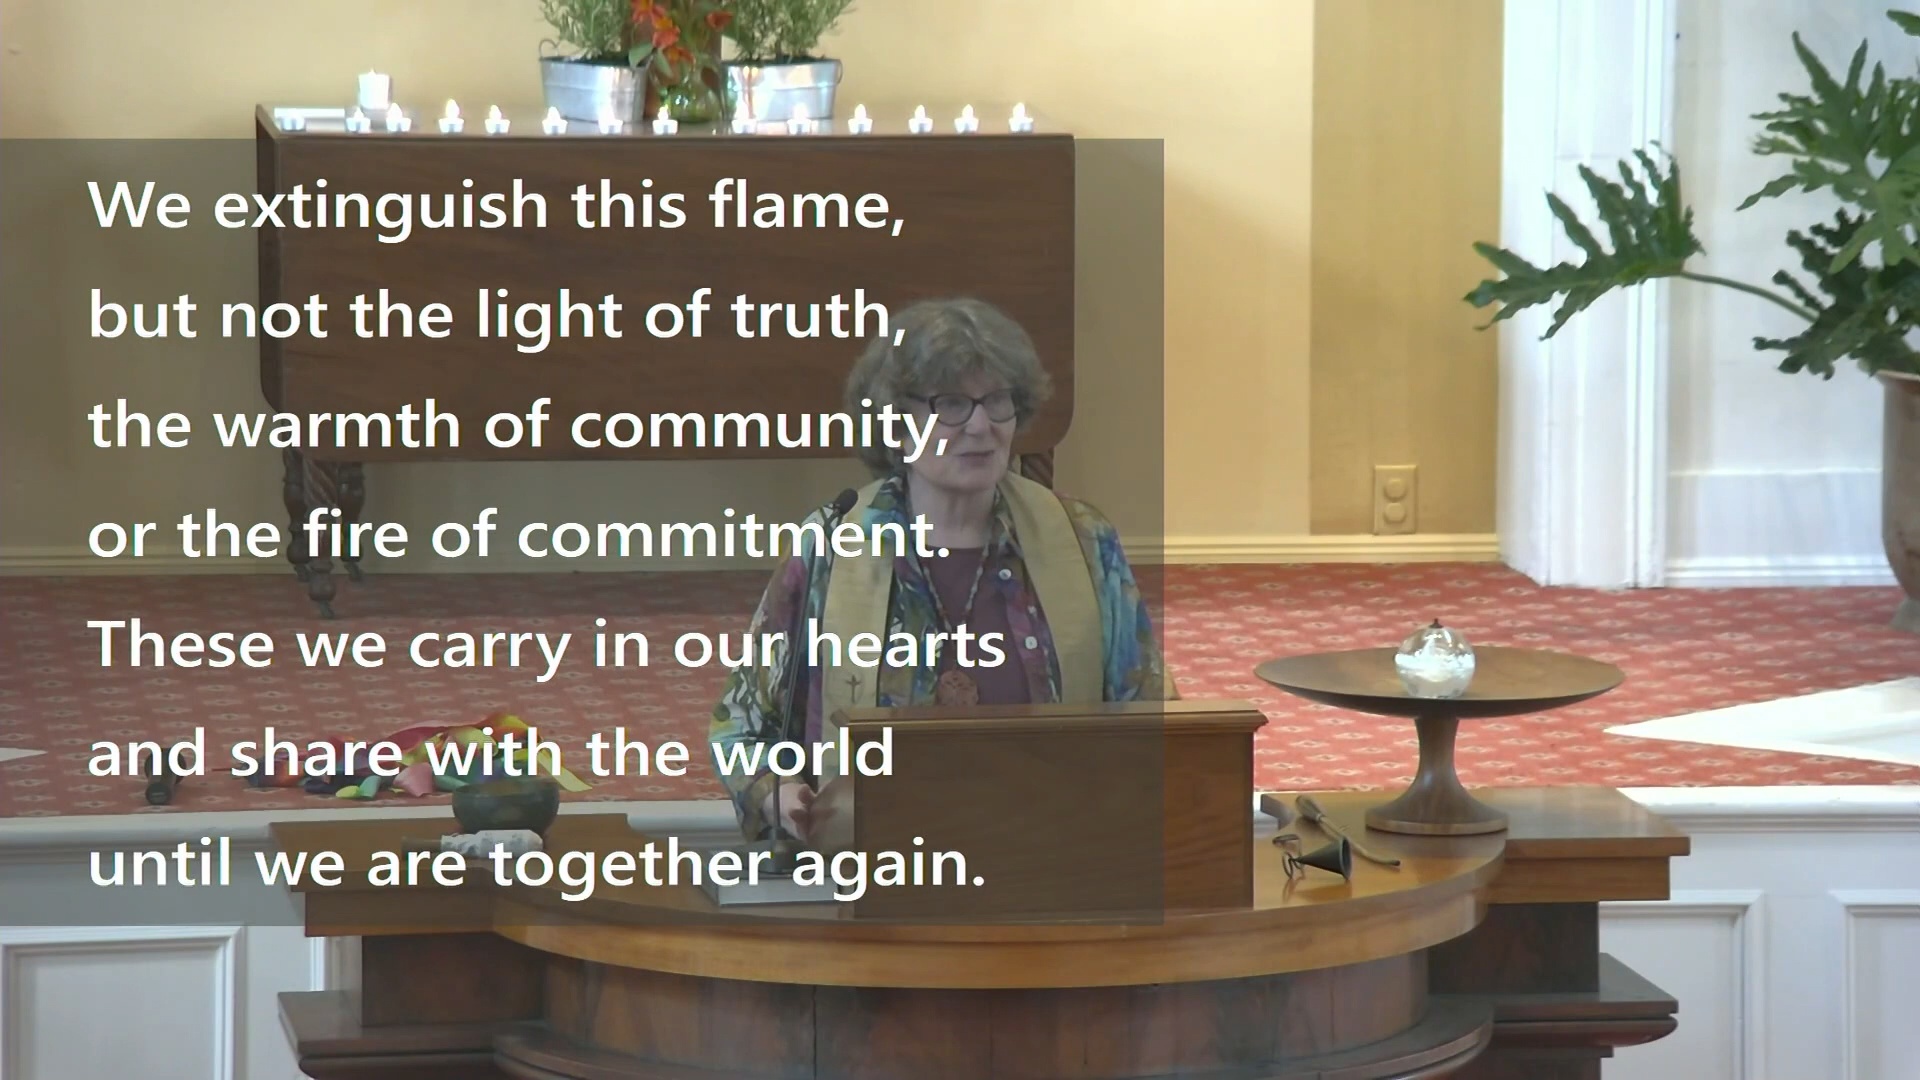 We extinguish this flame,
but not the light of truth,
the warmth of community,
or the fire of commitment.
These we carry in our hearts
and share with the world
until we are together again.